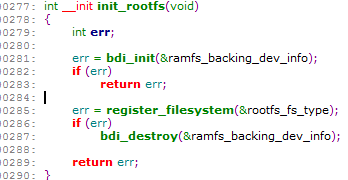 00277: int __init init_rootfs(void)
00278: {
00279: int err;
00280:
00281: err = bdi_init(&ramfs_backing_dev_info);
00282: if (err)
00283: return err;
00284:
00285: err = register_filesystem(&rootfs_fs_type);
00286: if (err)
00287: bdi_destroy(&ramfs_backing_dev_info);
00288:
00289: return err;
00290: }